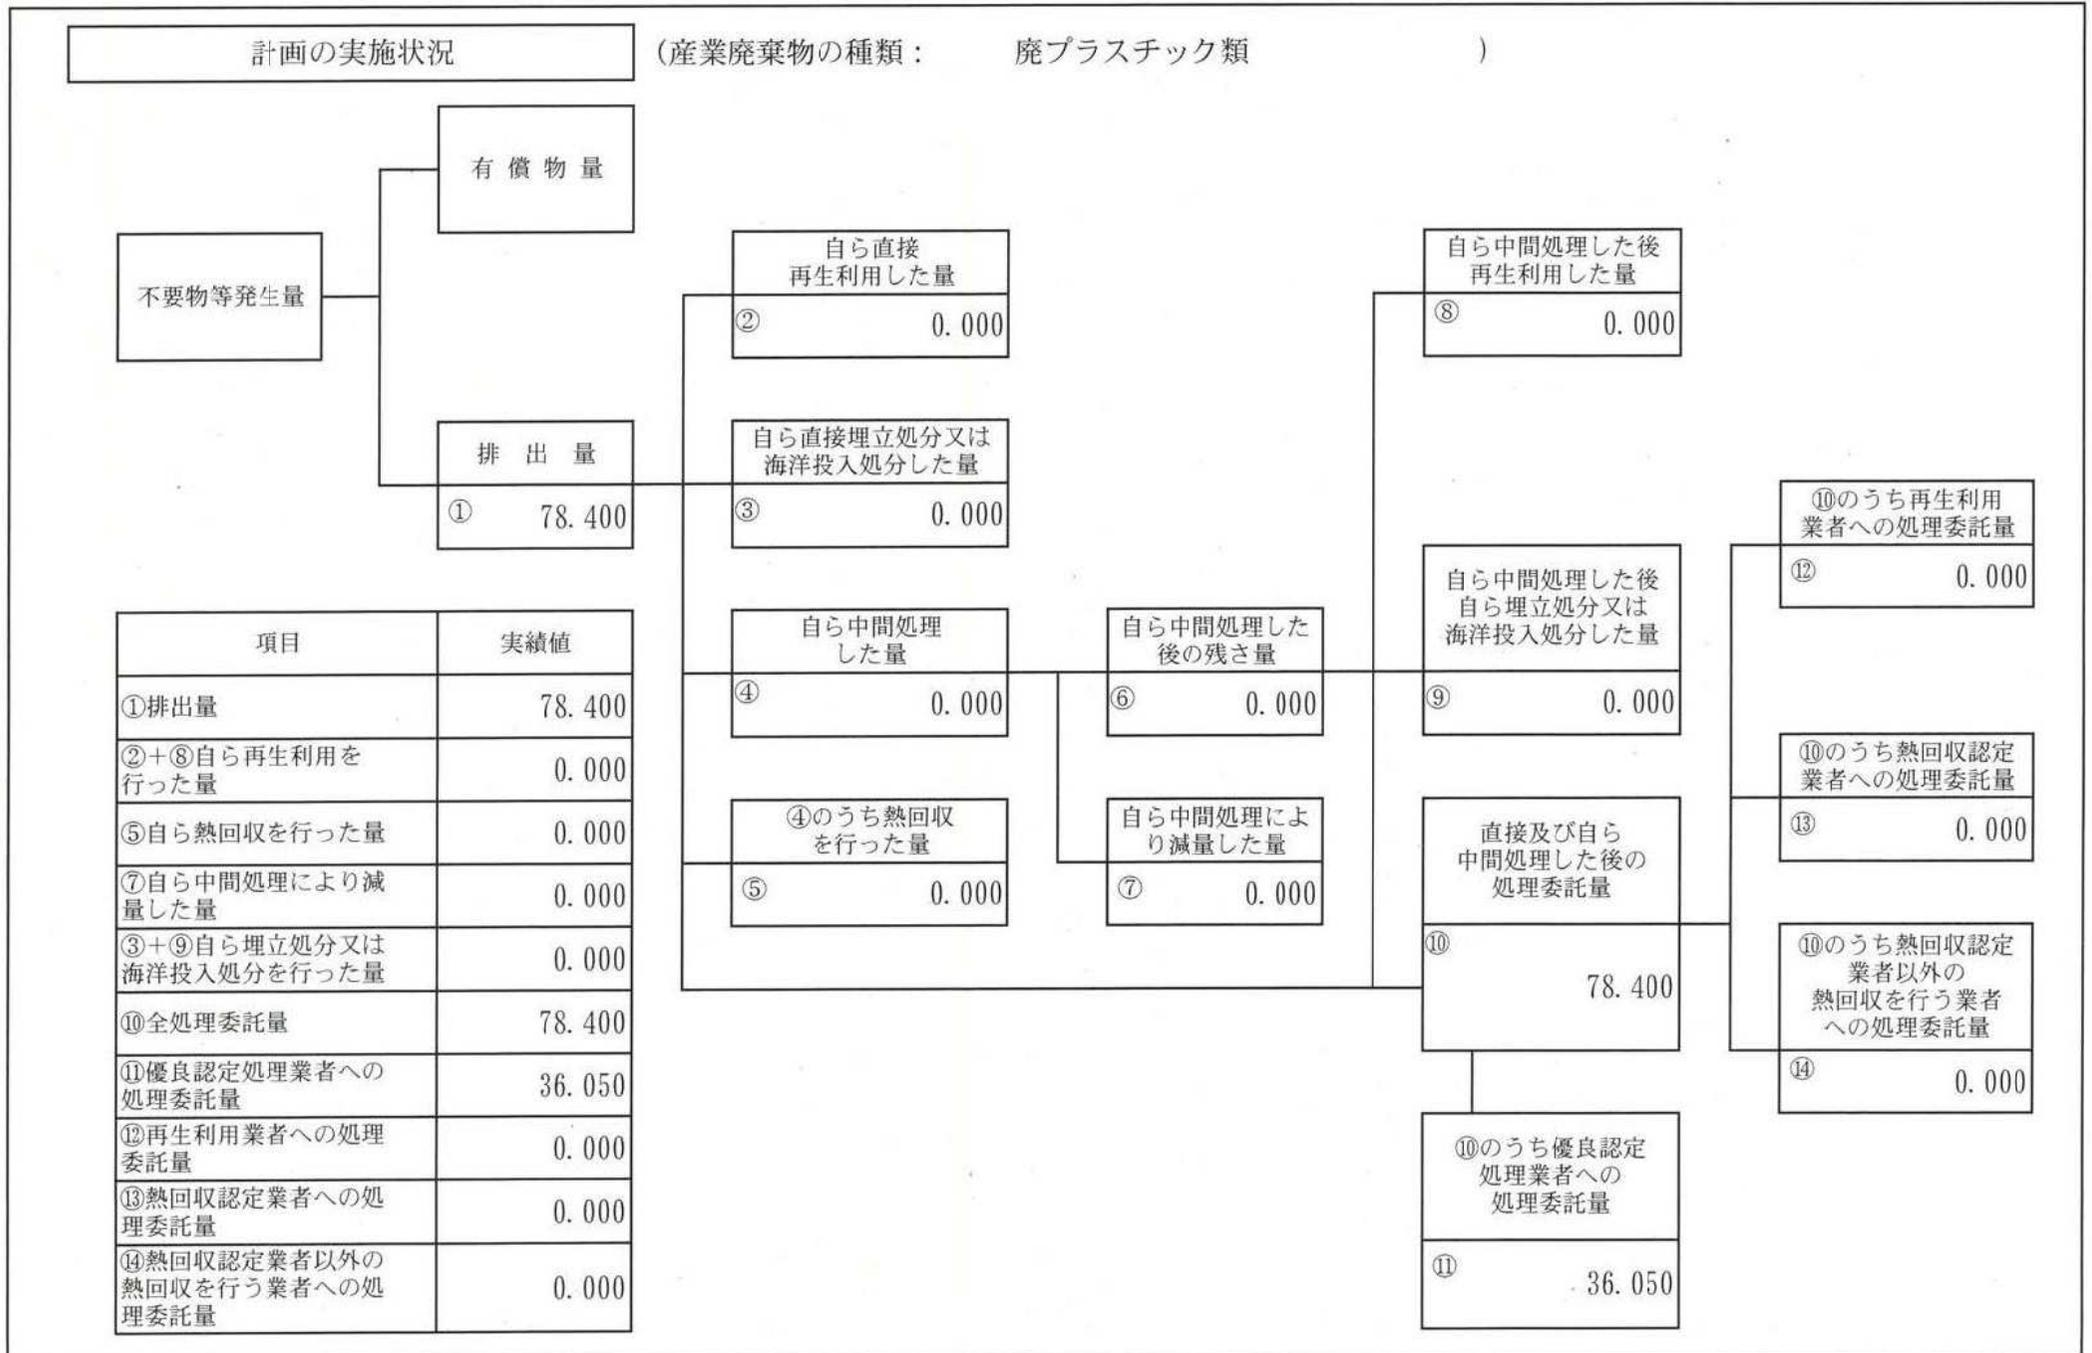 計画の実施状況
(産業廃棄物の種類： 廃プラスチック類 )
有償物量
不要物等発生量
排出量
① 78.400
自ら直接
再生利用した量
② 0.000
自ら直接埋立処分又は
海洋投入処分した量
③ 0.000
自ら中間処理
した量
④ 0.000
④のうち熱回収
を行った量
⑤ 0.000
自ら中間処理した
後の残さ量
⑥ 0.000
自ら中間処理によ
り減量した量
⑦ 0.000
自ら中間処理した後
再生利用した量
⑧ 0.000
自ら中間処理した後
自ら埋立処分又は
海洋投入処分した量
⑨ 0.000
直接及び自ら
中間処理した後の
処理委託量
⑩
78.400
⑩のうち優良認定
処理業者への
処理委託量
⑪ 36.050
⑩のうち再生利用
業者への処理委託量
⑫ 0.000
⑩のうち熱回収認定
業者への処理委託量
⑬ 0.000
⑩のうち熱回収認定
業者以外の
熱回収を行う業者
への処理委託量
⑭ 0.000
項目 実績値
①排出量 78.400
②＋⑧自ら再生利用を
行った量 0.000
⑤自ら熱回収を行った量 0.000
⑦自ら中間処理により減
量した量 0.000
③＋⑨自ら埋立処分又は
海洋投入処分を行った量 0.000
⑩全処理委託量 78.400
⑪優良認定処理業者への
処理委託量 36.050
⑫再生利用業者への処理
委託量 0.000
⑬熱回収認定業者への処
理委託量 0.000
⑭熱回収認定業者以外の
熱回収を行う業者への処
理委託量 0.000